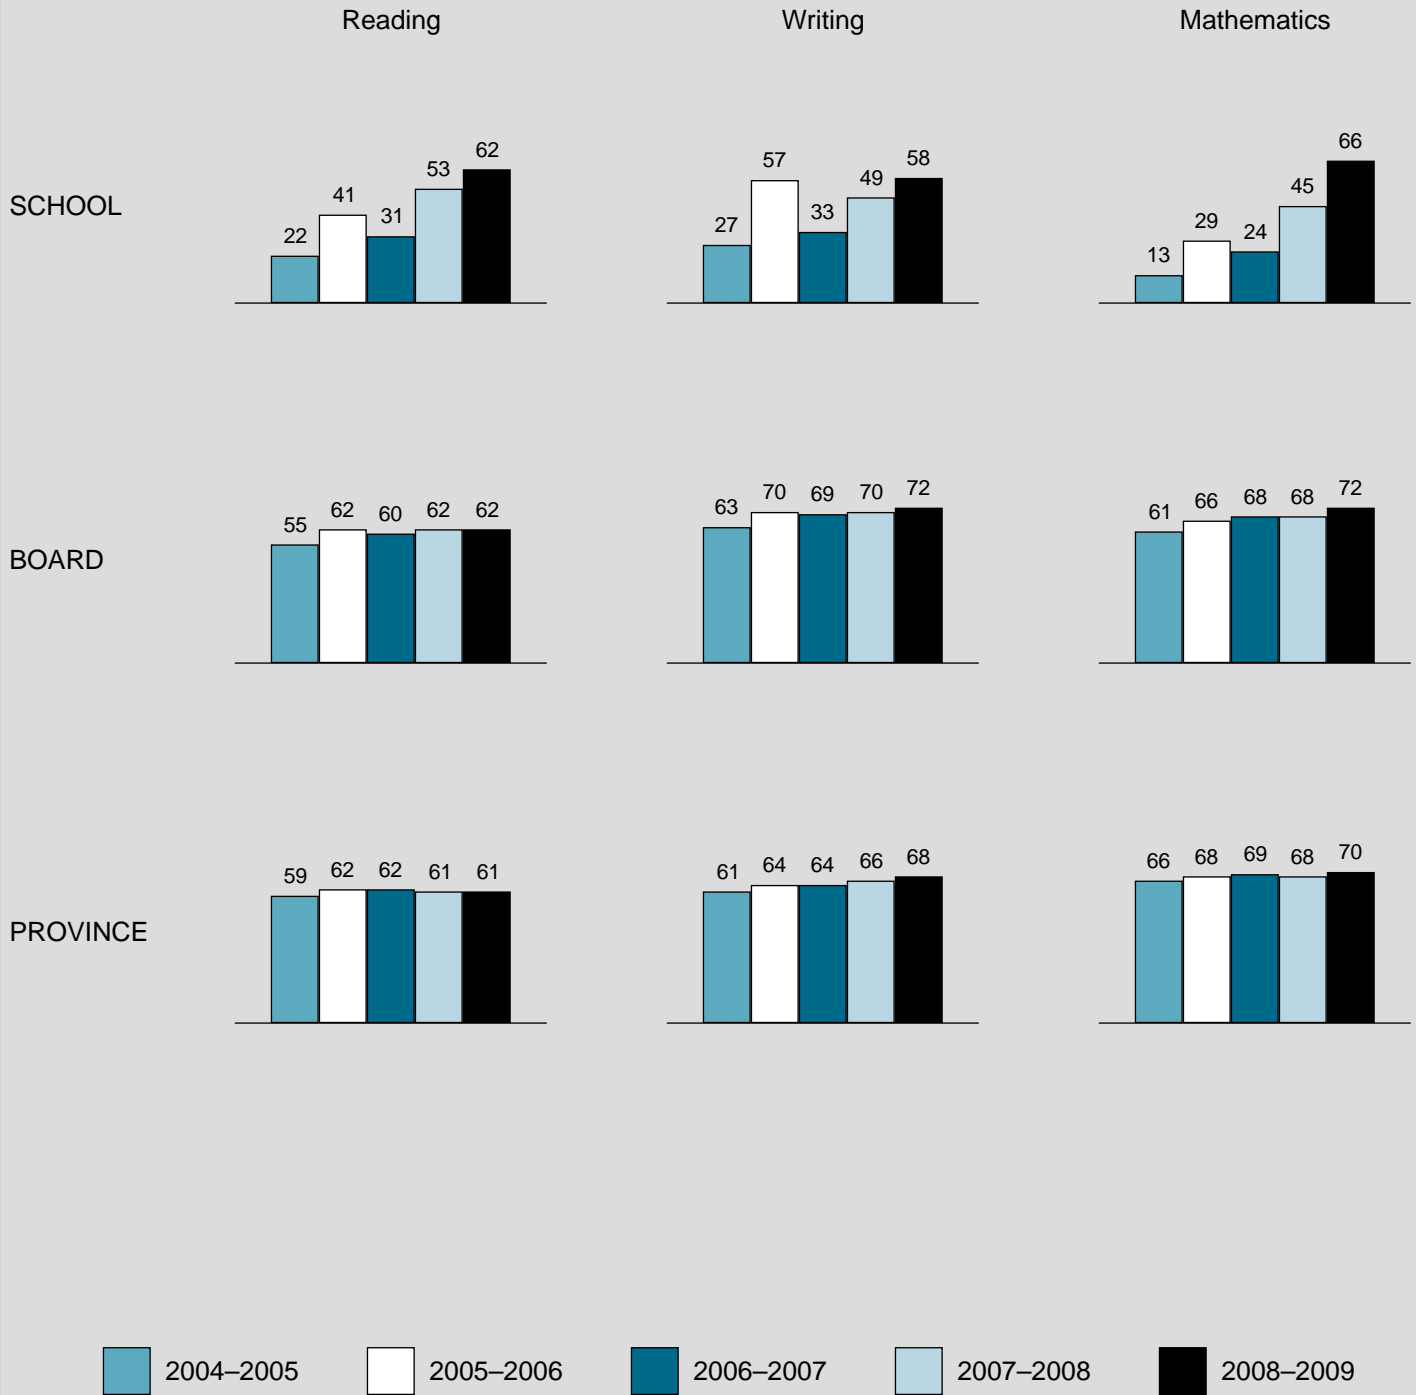 Reading Writing Mathematics
SCHOOL
22 41 31 53 62
27 57 33 49 58
13 29 24 45 66
BOARD
55 62 60 62 62
63 70 69 70 72
61 66 68 68 72
PROVINCE
59 62 62 61 61
61 64 64 66 68
66 68 69 68 70
2004–2005 2005–2006 2006–2007 2007–2008 2008–2009